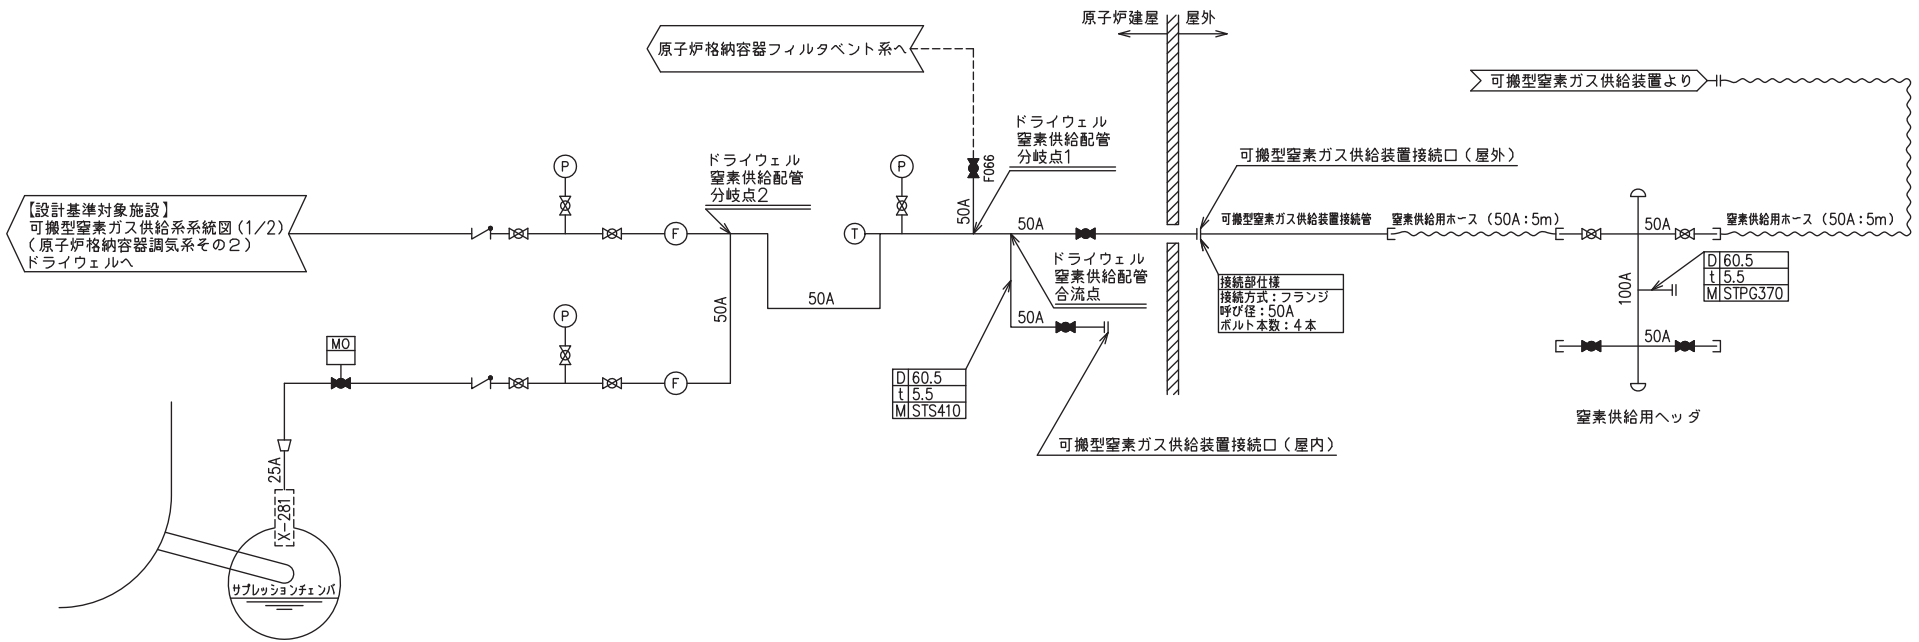 原子炉建屋
屋外
原子炉格納容器フィルタベント系へ
可搬型窒素ガス供給装置より
ドライウェル
窒素供給配管
分岐点1
F066
50A
ドライウェル
窒素供給配管
分岐点2
P
P
可搬型窒素ガス供給装置接続口（屋外）
【設計基準対象施設】
可搬型窒素ガス供給系系統図（1/2）
（原子炉格納容器調気系その2）
ドライウェルへ
F
T
50A
可搬型窒素ガス供給装置接続管
窒素供給用ホース（50A：5m）
50A
窒素供給用ホース（50A：5m）
ドライウェル
窒素供給配管
合流点
D 60.5
t 5.5
M STPG370
接続部仕様
接続方式：フランジ
呼び径：50A
ボルト本数：4本
100A
50A
50A
P
50A
50A
MO
F
D 60.5
t 5.5
M STS410
窒素供給用ヘッダ
可搬型窒素ガス供給装置接続口（屋内）
25A
X-281
サプレッションチェンバ